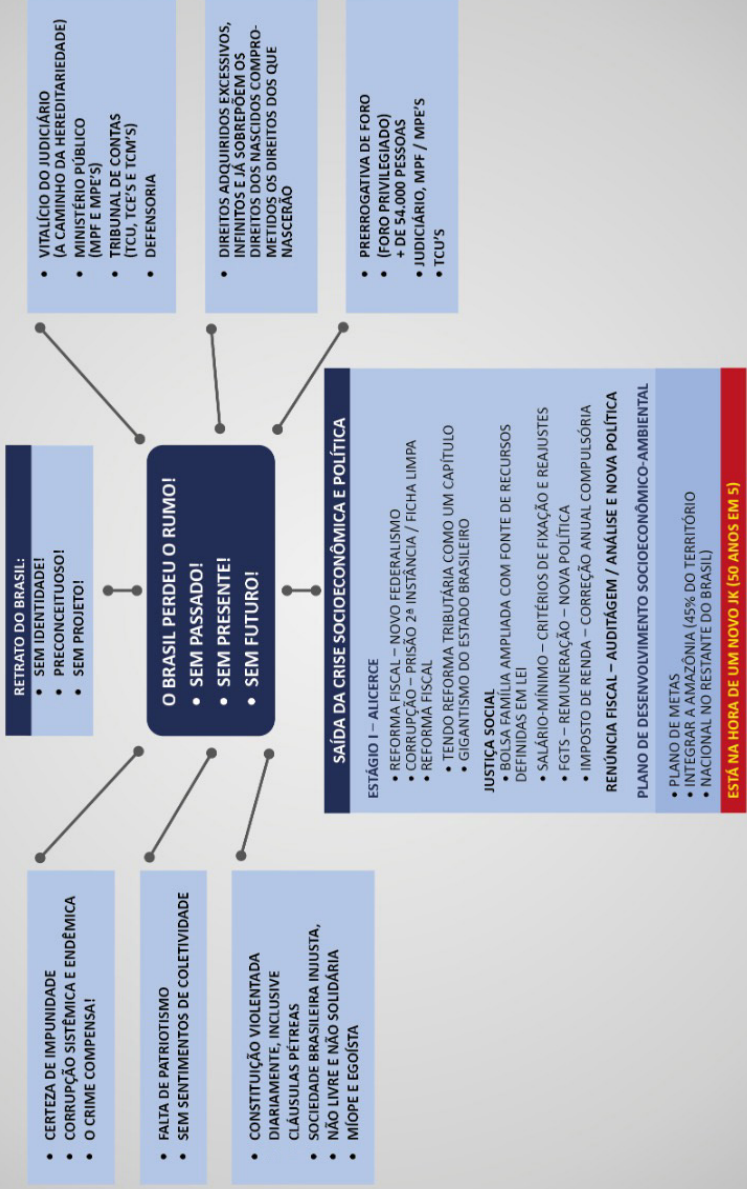 RETRATO DO BRASIL:
• SEM IDENTIDADE!
• PRECONCEITUOSO!
• SEM PROJETO!
• CERTEZA DE IMPUNIDADE
• CORRUPÇÃO SISTÊMICA E ENDÊMICA
• O CRIME COMPENSA!
• FALTA DE PATRIOTISMO
• SEM SENTIMENTOS DE COLETIVIDADE
• CONSTITUIÇÃO VIOLENTADA
DIARIAMENTE, INCLUSIVE
CLÁUSULAS PÉTREAS
• SOCIEDADE BRASILEIRA INJUSTA,
• NÃO LIVRE E NÃO SOLIDÁRIA
• MÍOPE E EGOÍSTA
O BRASIL PERDEU O RUMO!
• SEM PASSADO!
• SEM PRESENTE!
• SEM FUTURO!
• VITALÍCIO DO JUDICIÁRIO
(A CAMINHO DA HEREDITARIEDADE)
• MINISTÉRIO PÚBLICO
(MPF E MPE'S)
• TRIBUNAL DE CONTAS
(TCU, TCE'S E TCM'S)
• DEFENSORIA
• DIREITOS ADQUIRIDOS EXCESSIVOS,
INFINITOS E JÁ SOBREPÕEM OS
DIREITOS DOS NASCIDOS COMPRO-
METIDOS OS DIREITOS DOS QUE
NASCERÃO
• PRERROGATIVA DE FORO
• (FORO PRIVILEGIADO)
+ DE 54.000 PESSOAS
• JUDICIÁRIO, MPF / MPE'S
• TCU'S
SAÍDA DA CRISE SOCIOECONÔMICA E POLÍTICA
ESTÁGIO I – ALICERCE
• REFORMA FISCAL – NOVO FEDERALISMO
• CORRUPÇÃO – PRISÃO 2ª INSTÂNCIA / FICHA LIMPA
• REFORMA FISCAL
• TENDO REFORMA TRIBUTÁRIA COMO UM CAPÍTULO
• GIGANTISMO DO ESTADO BRASILEIRO
JUSTIÇA SOCIAL
• BOLSA FAMÍLIA AMPLIADA COM FONTE DE RECURSOS
DEFINIDAS EM LEI
• SALÁRIO-MÍNIMO – CRITÉRIOS DE FIXAÇÃO E REAJUSTES
• FGTS – REMUNERAÇÃO – NOVA POLÍTICA
• IMPOSTO DE RENDA – CORREÇÃO ANUAL COMPULSÓRIA
RENÚNCIA FISCAL – AUDITÁGEM / ANÁLISE E NOVA POLÍTICA
PLANO DE DESENVOLVIMENTO SOCIOECONÔMICO-AMBIENTAL
• PLANO DE METAS
• INTEGRAR A AMAZÔNIA (45% DO TERRITÓRIO
• NACIONAL NO RESTANTE DO BRASIL)
ESTÁ NA HORA DE UM NOVO JK (50 ANOS EM 5)